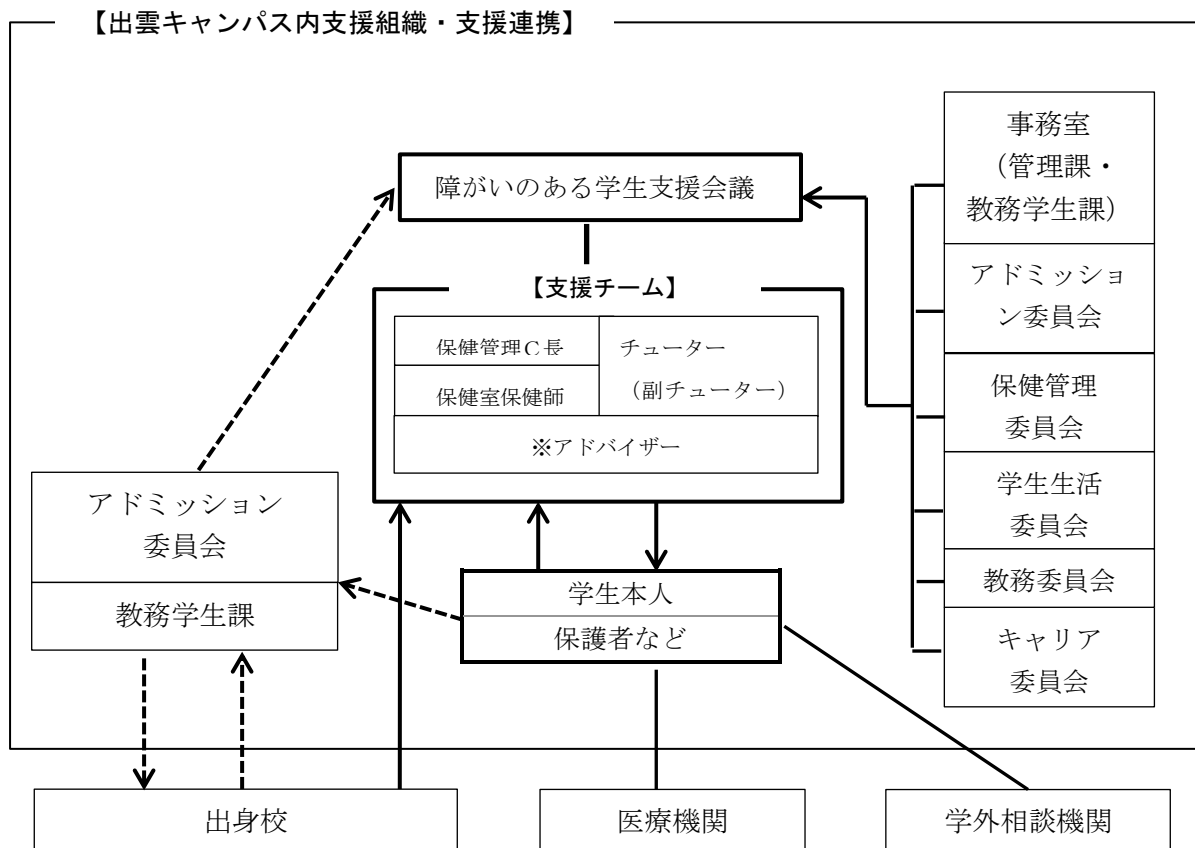 【出雲キャンパス内支援組織・支援連携】
障がいのある学生支援会議
【支援チーム】
保健管理C長
保健室保健師
チューター
（副チューター）
※アドバイザー
アドミッション
委員会
教務学生課
学生本人
保護者など
事務室
（管理課・
教務学生課）
アドミッショ
ン委員会
保健管理
委員会
学生生活
委員会
教務委員会
キャリア
委員会
出身校
医療機関
学外相談機関